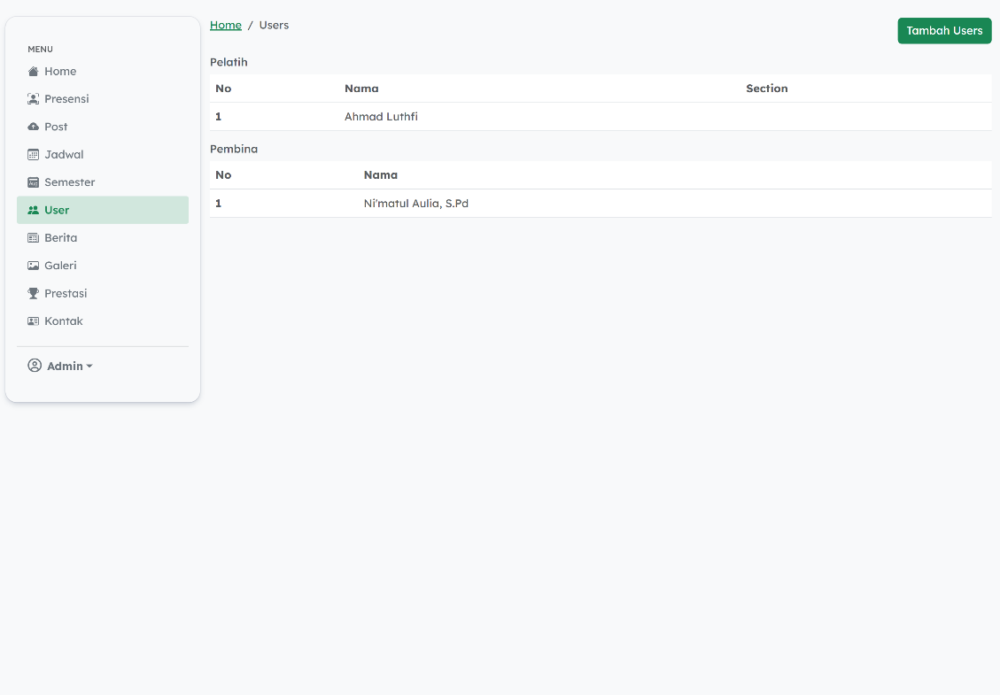 MENU
Home
Presensi
Post
Jadwal
Aug
Semester
User
Berita
Galeri
Prestasi
Kontak
Admin
Home / Users
Tambah Users
Pelatih
No Nama Section
1 Ahmad Luthfi
Pembina
No Nama
1 Ni'matul Aulia, S.Pd